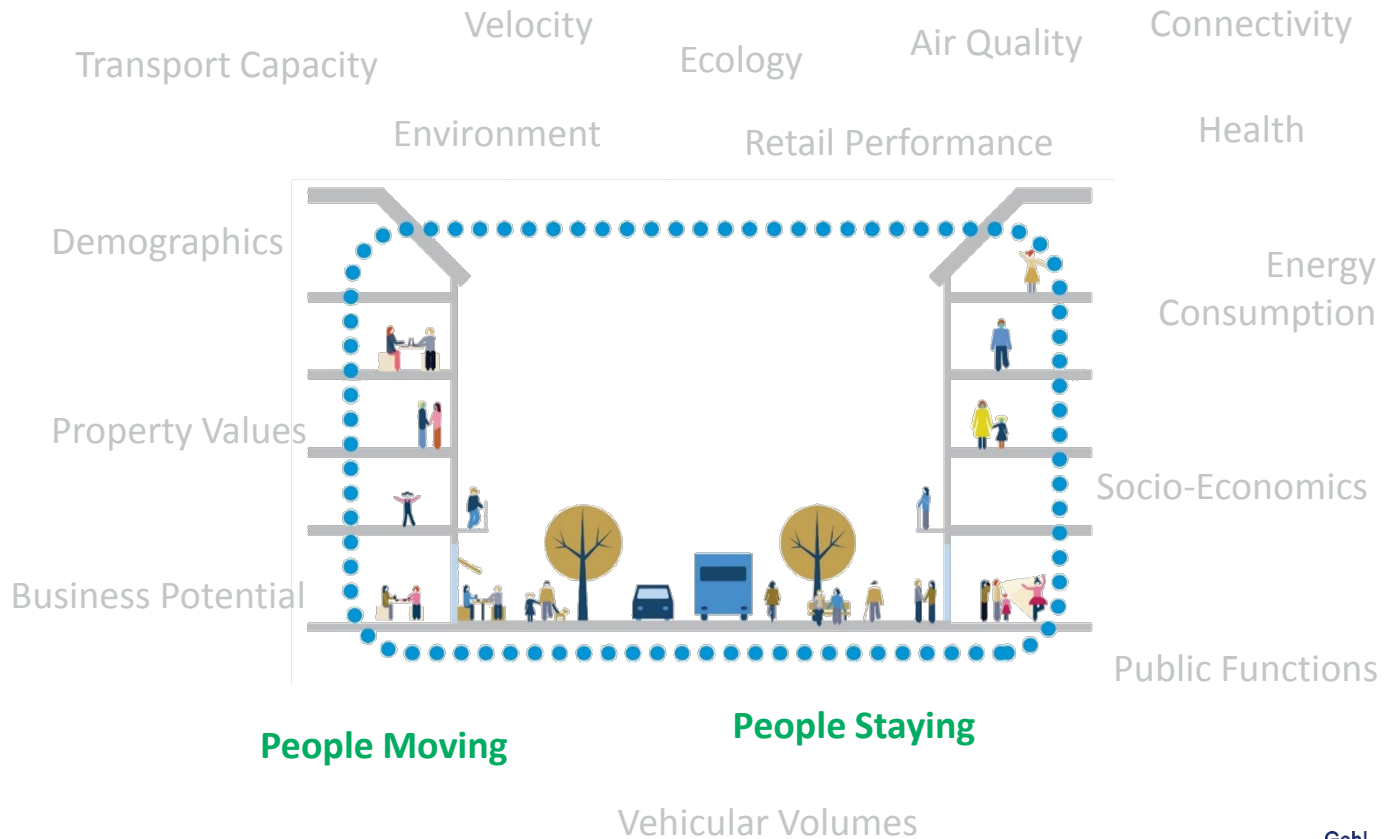 Velocity
Connectivity
Transport Capacity
Ecology
Air Quality
Environment
Retail Performance
Health
Demographics
Energy
Consumption
Property Values
Socio-Economics
Business Potential
Public Functions
People Moving
People Staying
Vehicular Volumes